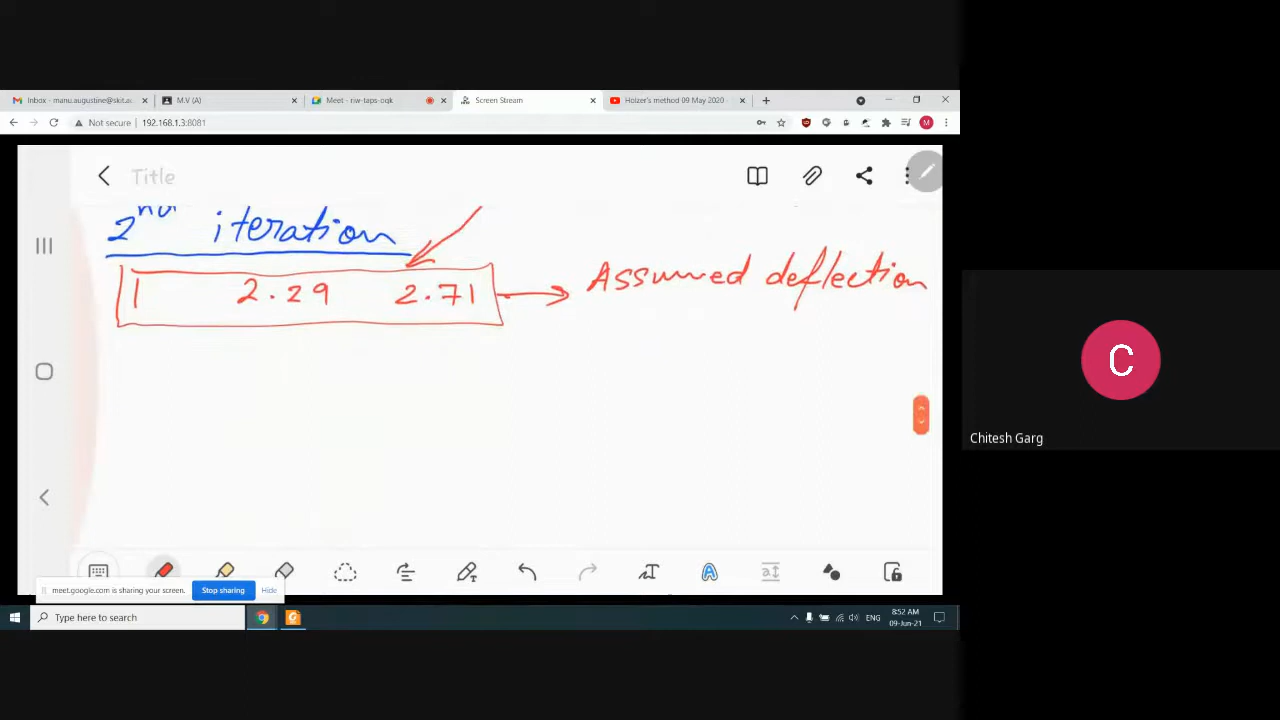 Inbox - manu.augustine@skit.a
M.V (A)
Meet - riw-taps-oqk
Screen Stream
Holzer's method 09 May 2020
Not secure | 192.168.1.3:8081
M
Title
2nd iteration
1 2.29 2.71
Assumed deflection
C
Chitesh Garg
meet.google.com is sharing your screen.
Stop sharing
Hide
Type here to search
ENG
8:52 AM
09-Jun-21